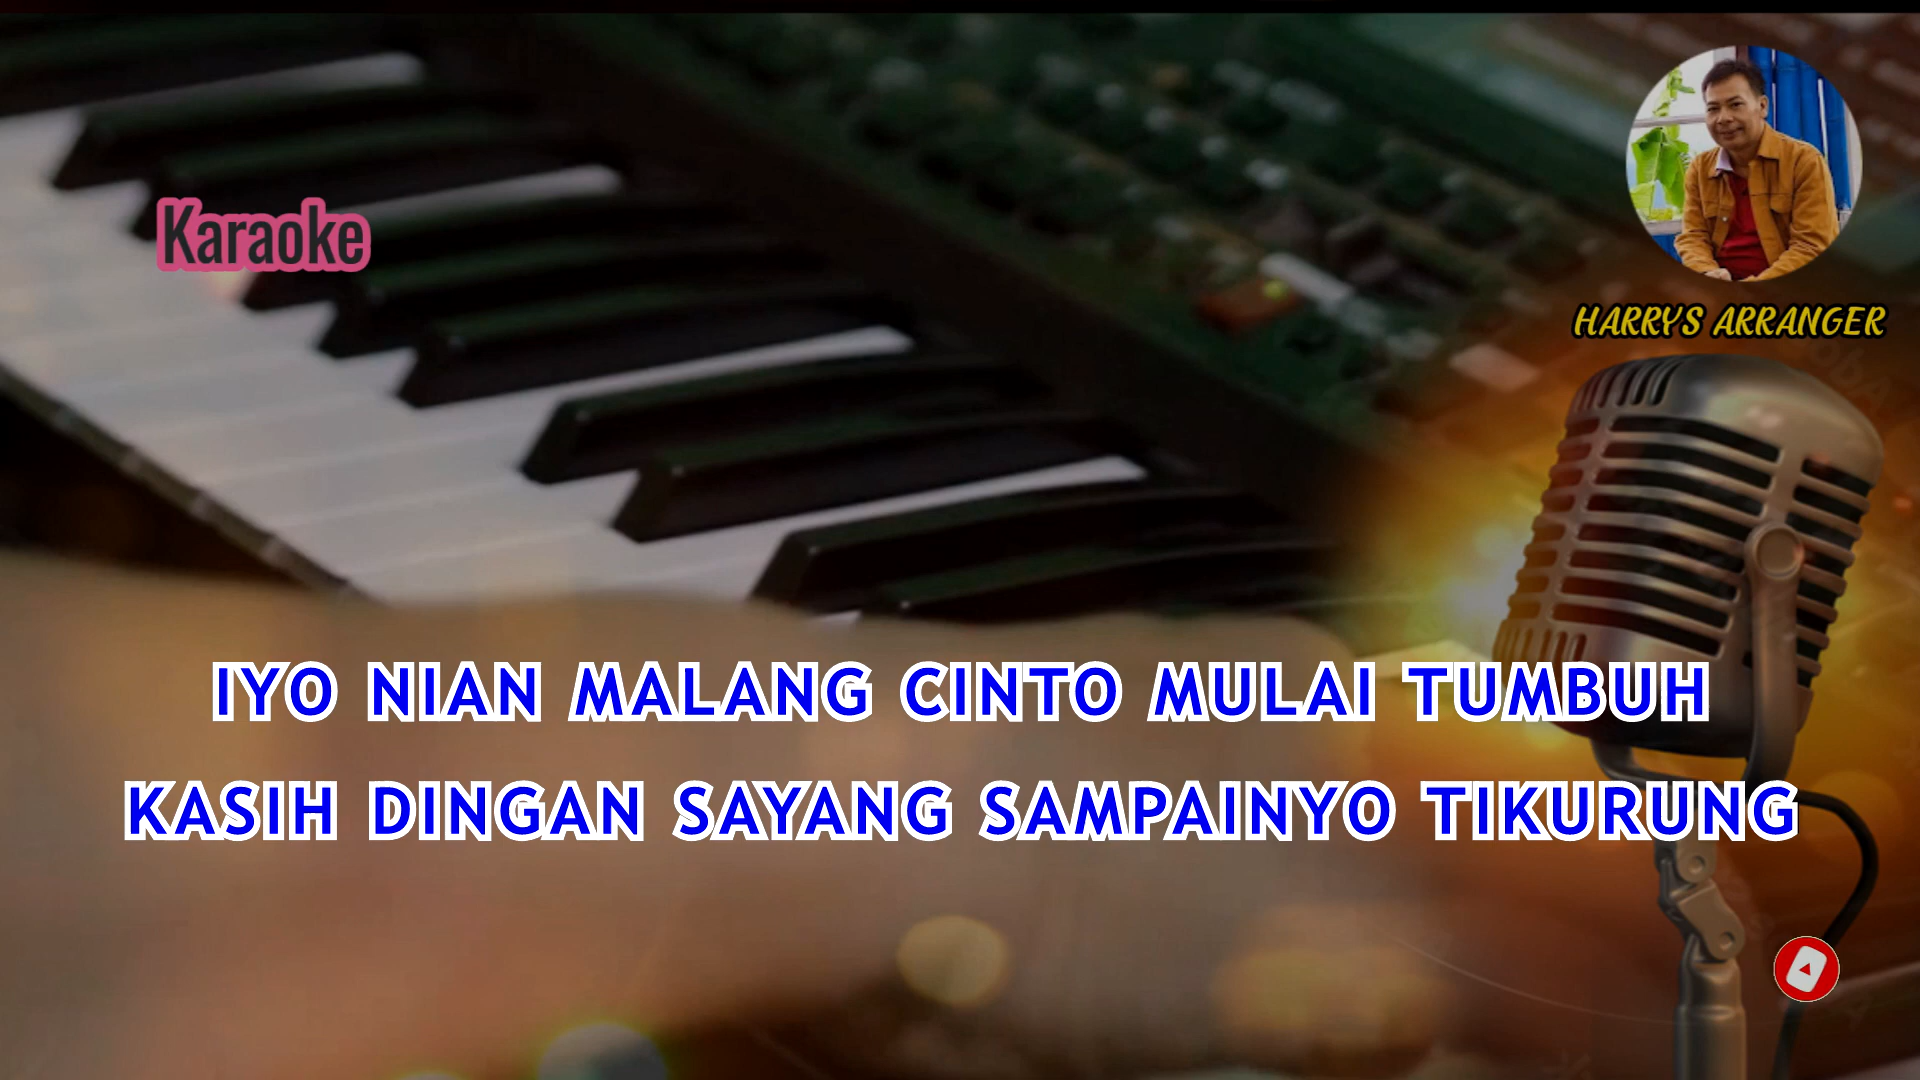 Karaoke
HARRYS ARRANGER
IYO NIAN MALANG CINTO MULAI TUMBUH
KASIH DINGAN SAYANG SAMPAINYO TIKURUNG